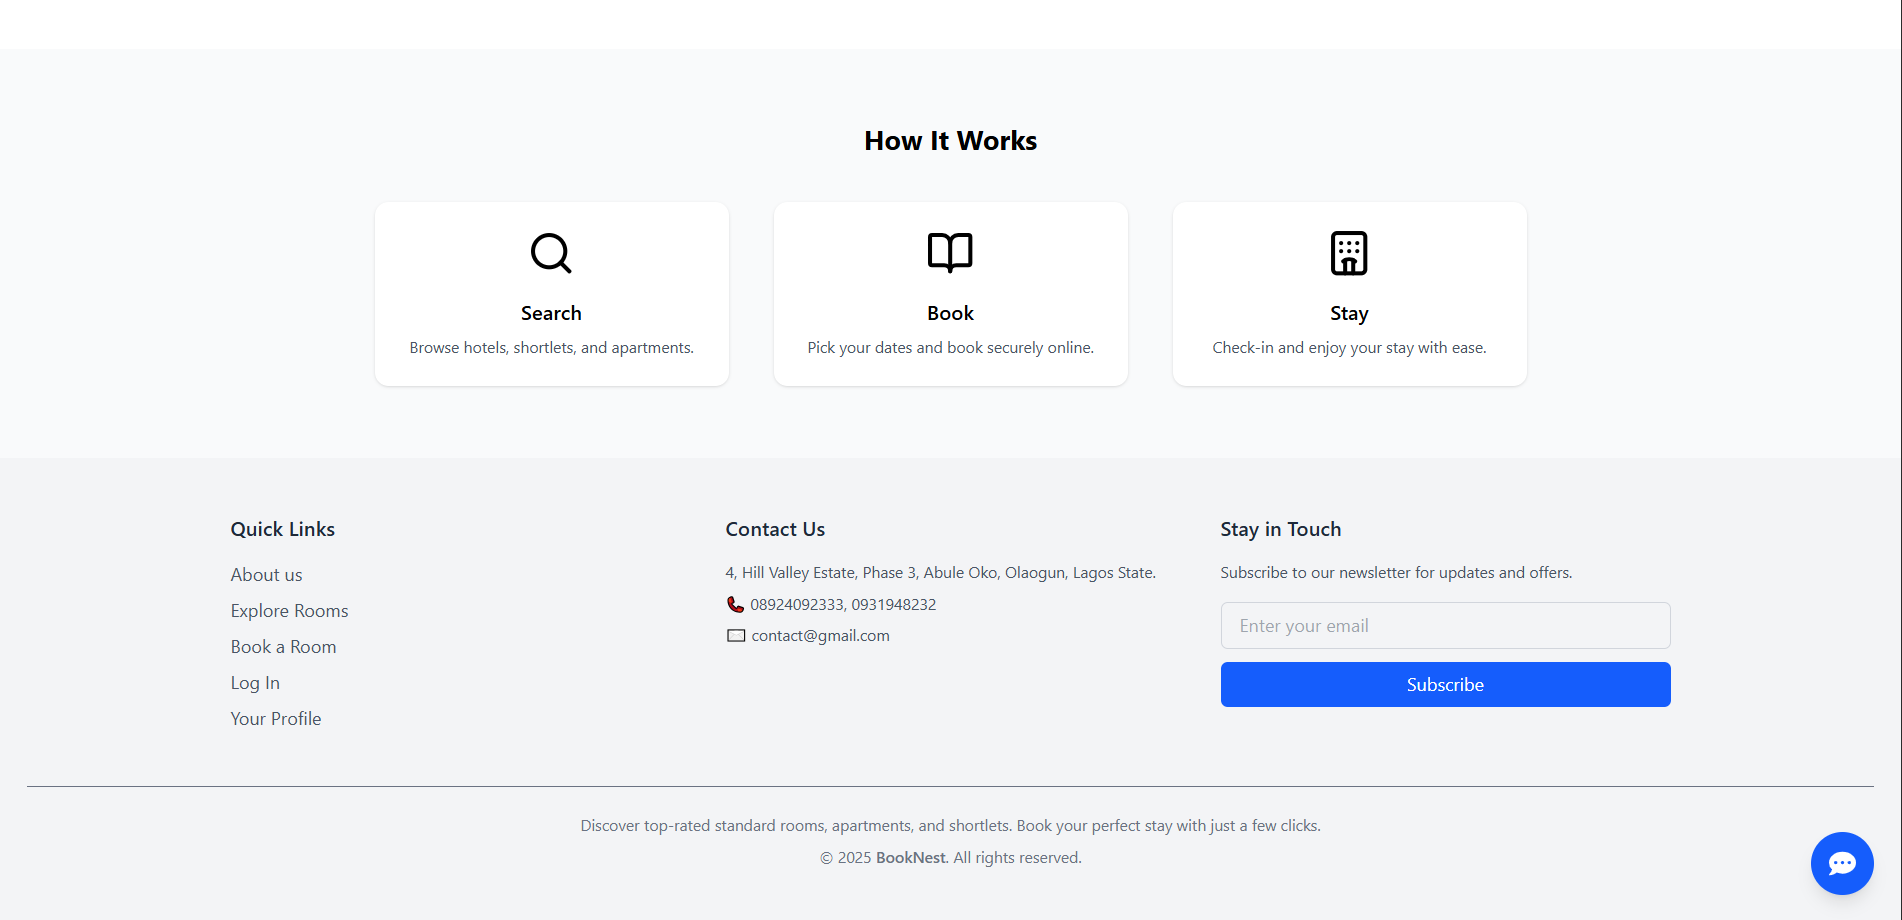 How It Works
Search
Browse hotels, shortlets, and apartments.
Book
Pick your dates and book securely online.
Stay
Check-in and enjoy your stay with ease.
Quick Links
About us
Explore Rooms
Book a Room
Log In
Your Profile
Contact Us
4, Hill Valley Estate, Phase 3, Abule Oko, Olaogun, Lagos State.
08924092333, 0931948232
contact@gmail.com
Stay in Touch
Subscribe to our newsletter for updates and offers.
Enter your email
Subscribe
Discover top-rated standard rooms, apartments, and shortlets. Book your perfect stay with just a few clicks.
© 2025 BookNest. All rights reserved.